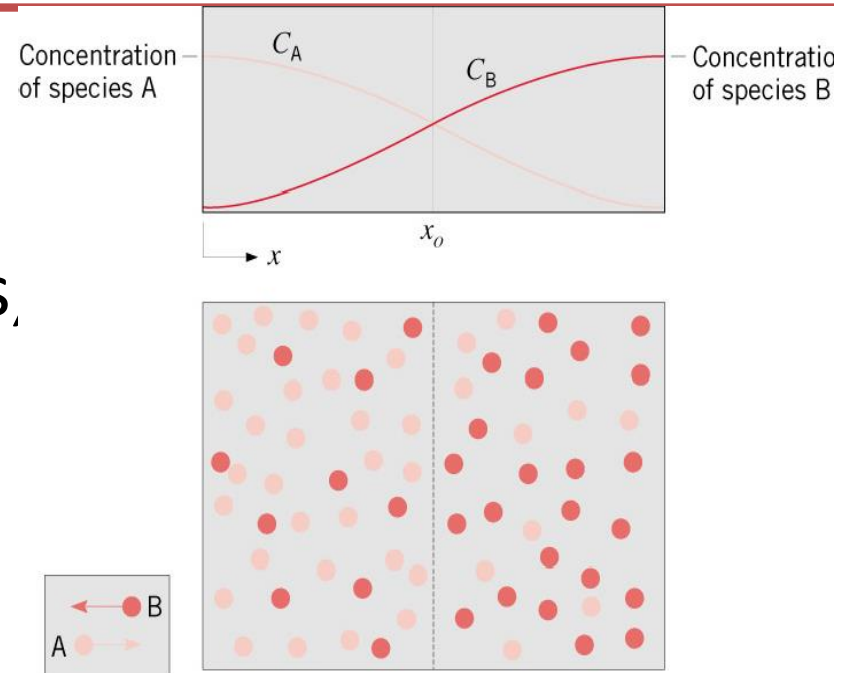 Concentration
of species A
C_A
C_B
Concentratio
of species B
x_o
x
s,
B
A